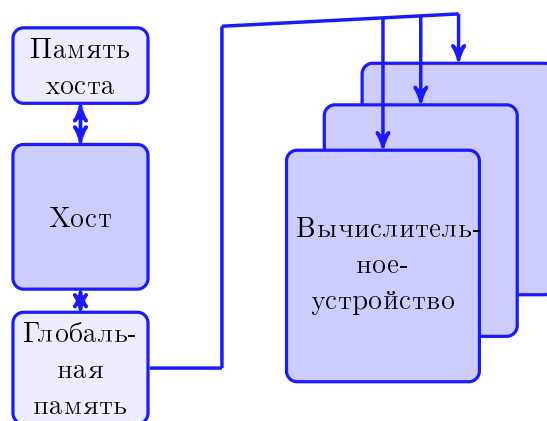 Память
хоста
Хост
Глобаль-
ная
память
Вычислитель-
ное-
устройство